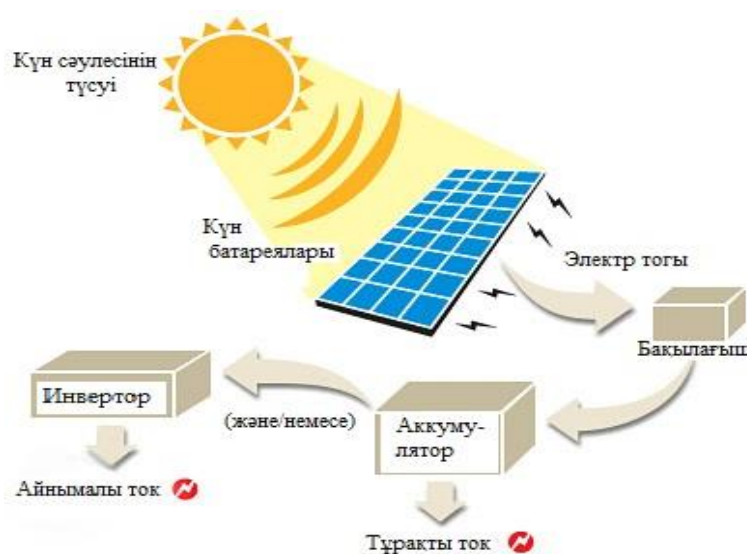 Күн сәулесінің
түсуі
Күн
батареялары
Электр тогы
Бақылағыш
Инвертор
(және/немесе)
Аккуму-
лятор
Айнымалы ток
Тұрақты ток